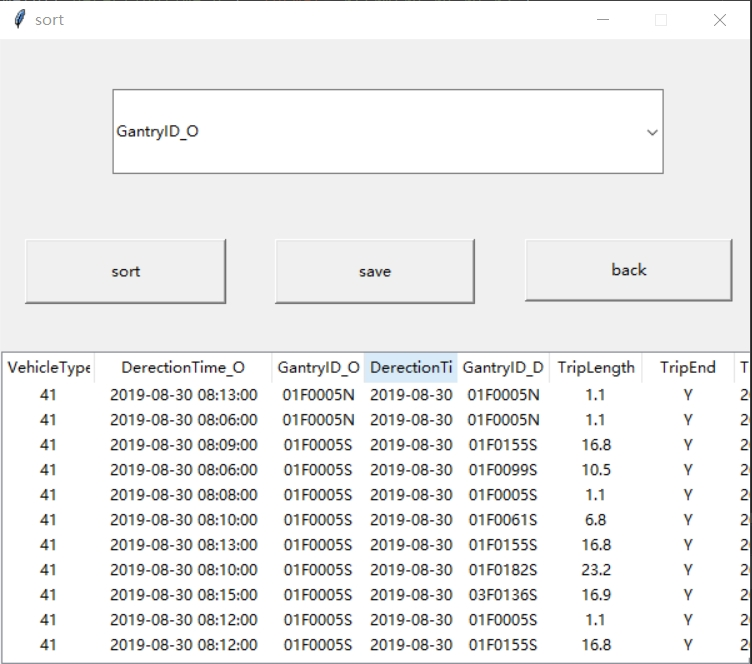 sort
GantryID_O
sort save back
VehicleType DerectionTime_O GantryID_O DerectionTi GantryID_D TripLength TripEnd T
41 2019-08-30 08:13:00 01F0005N 2019-08-30 01F0005N 1.1 Y 2
41 2019-08-30 08:06:00 01F0005N 2019-08-30 01F0005N 1.1 Y 2
41 2019-08-30 08:09:00 01F0005S 2019-08-30 01F0155S 16.8 Y 2
41 2019-08-30 08:06:00 01F0005S 2019-08-30 01F0099S 10.5 Y 2
41 2019-08-30 08:08:00 01F0005S 2019-08-30 01F0005S 1.1 Y 2
41 2019-08-30 08:10:00 01F0005S 2019-08-30 01F0061S 6.8 Y 2
41 2019-08-30 08:13:00 01F0005S 2019-08-30 01F0155S 16.8 Y 2
41 2019-08-30 08:10:00 01F0005S 2019-08-30 01F0182S 23.2 Y 2
41 2019-08-30 08:15:00 01F0005S 2019-08-30 03F0136S 16.9 Y 2
41 2019-08-30 08:12:00 01F0005S 2019-08-30 01F0005S 1.1 Y 2
41 2019-08-30 08:12:00 01F0005S 2019-08-30 01F0155S 16.8 Y 2